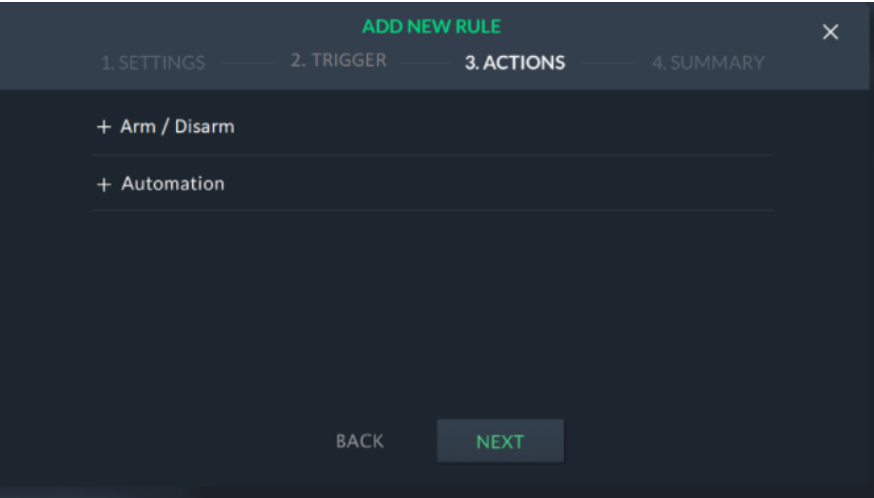 ADD NEW RULE
1. SETTINGS 2. TRIGGER 3. ACTIONS 4. SUMMARY
+ Arm / Disarm
+ Automation
BACK NEXT